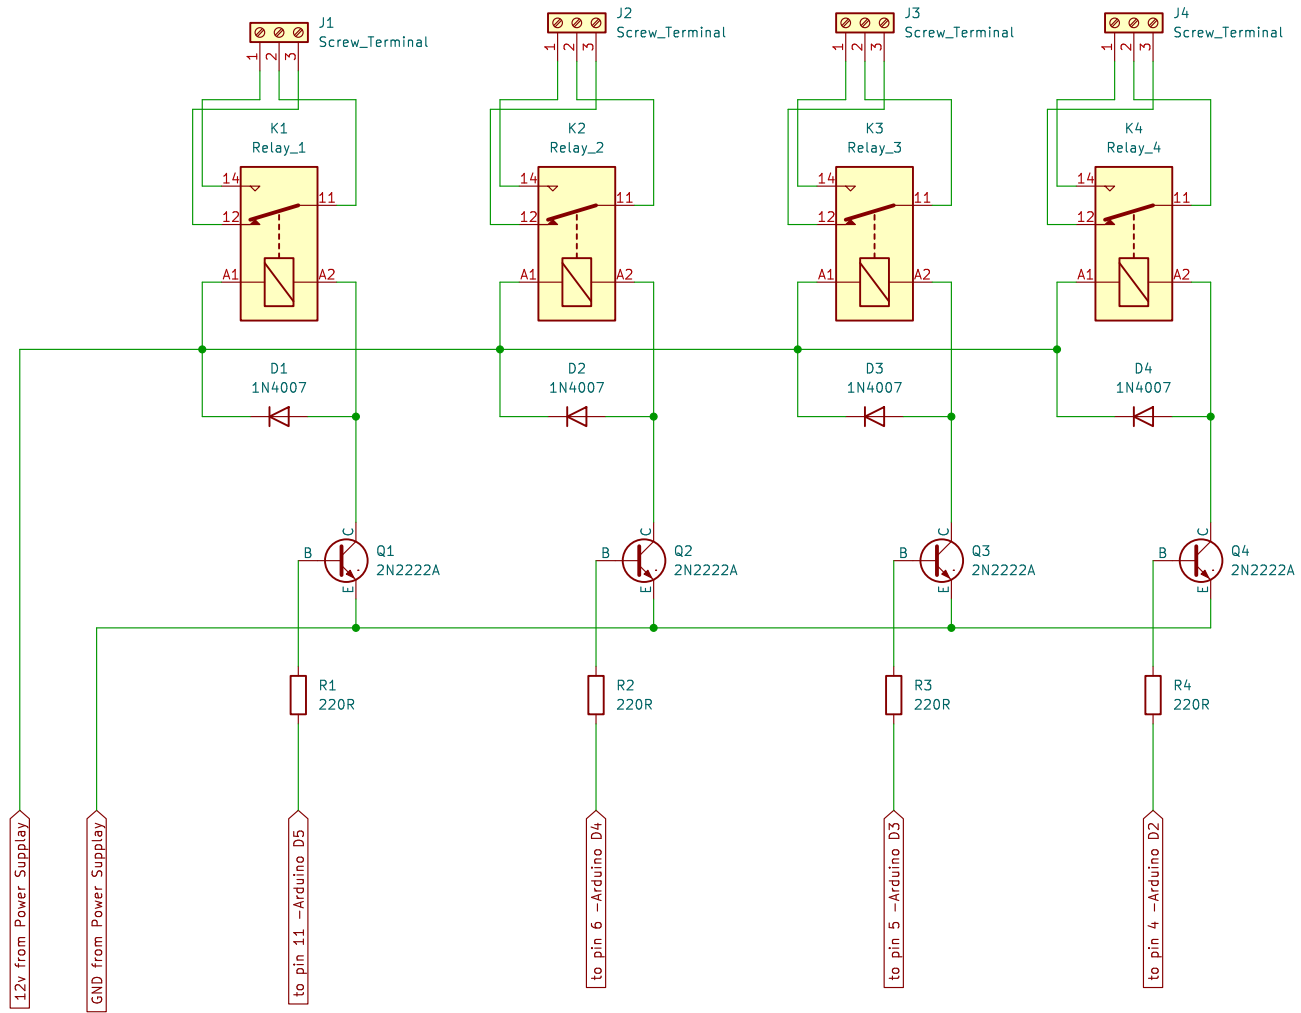 J1
Screw_Terminal
1
2
3
J2
Screw_Terminal
1
2
3
J3
Screw_Terminal
1
2
3
J4
Screw_Terminal
1
2
3
K1
Relay_1
14
12
11
A1
A2
K2
Relay_2
14
12
11
A1
A2
K3
Relay_3
14
12
11
A1
A2
K4
Relay_4
14
12
11
A1
A2
D1
1N4007
D2
1N4007
D3
1N4007
D4
1N4007
B
C
E
Q1
2N2222A
B
C
E
Q2
2N2222A
B
C
E
Q3
2N2222A
B
C
E
Q4
2N2222A
R1
220R
R2
220R
R3
220R
R4
220R
12v from Power Supplay
GND from Power Supplay
to pin 11 -Arduino D5
to pin 6 -Arduino D4
to pin 5 -Arduino D3
to pin 4 -Arduino D2